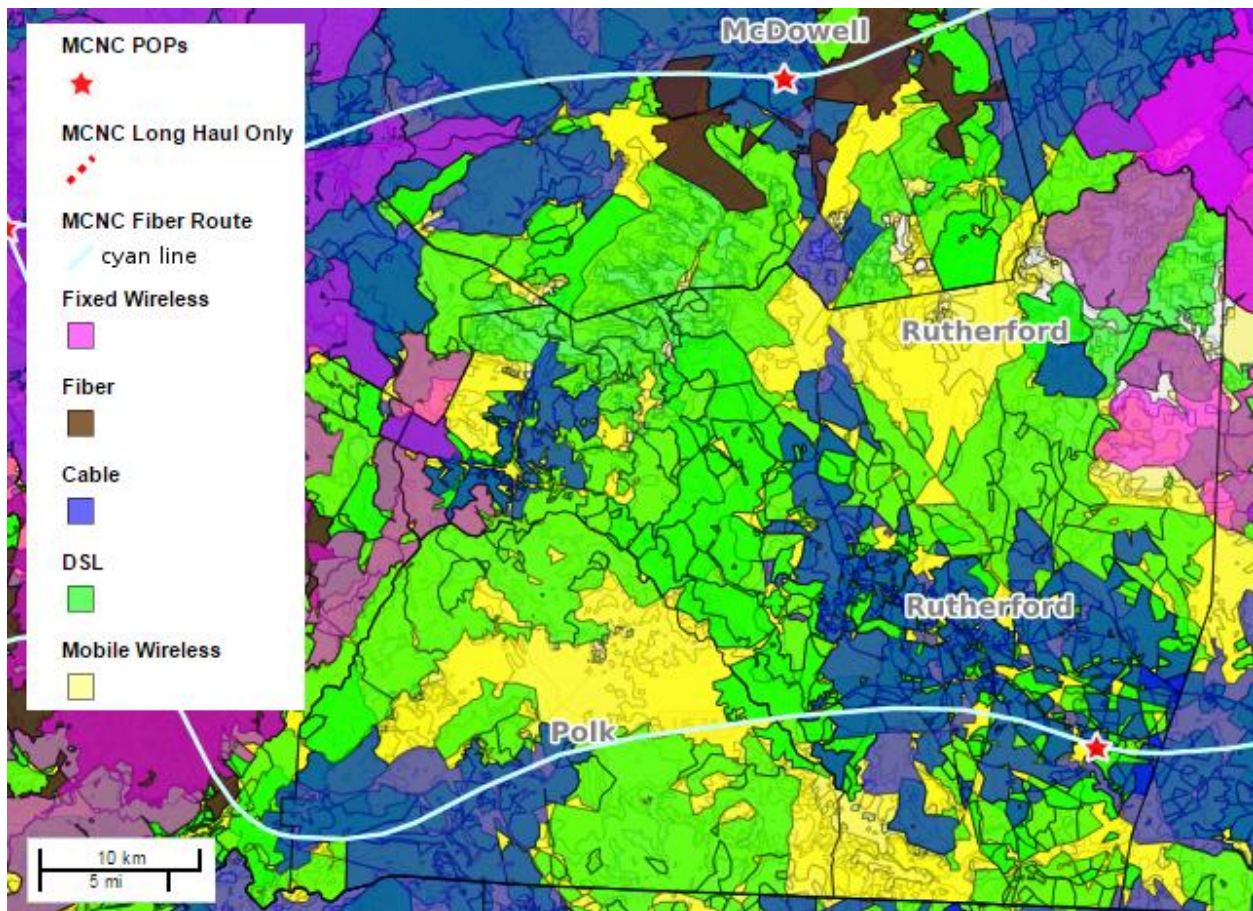 MCNC POPs
MCNC Long Haul Only
MCNC Fiber Route
cyan line
Fixed Wireless
Fiber
Cable
DSL
Mobile Wireless
10 km
5 mi
McDowell
Rutherford
Rutherford
Polk